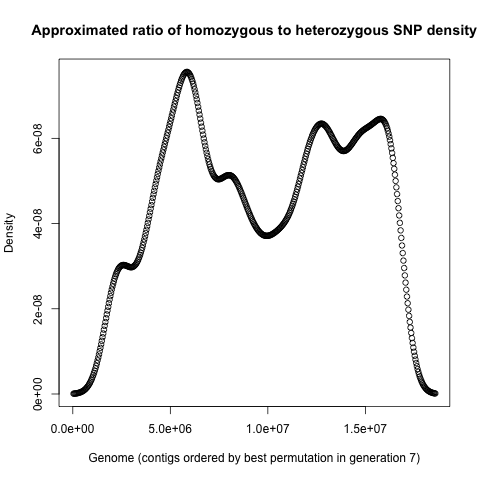 Approximated ratio of homozygous to heterozygous SNP density
6e-08
4e-08
2e-08
0e+00
Density
0.0e+00 5.0e+06 1.0e+07 1.5e+07
Genome (contigs ordered by best permutation in generation 7)